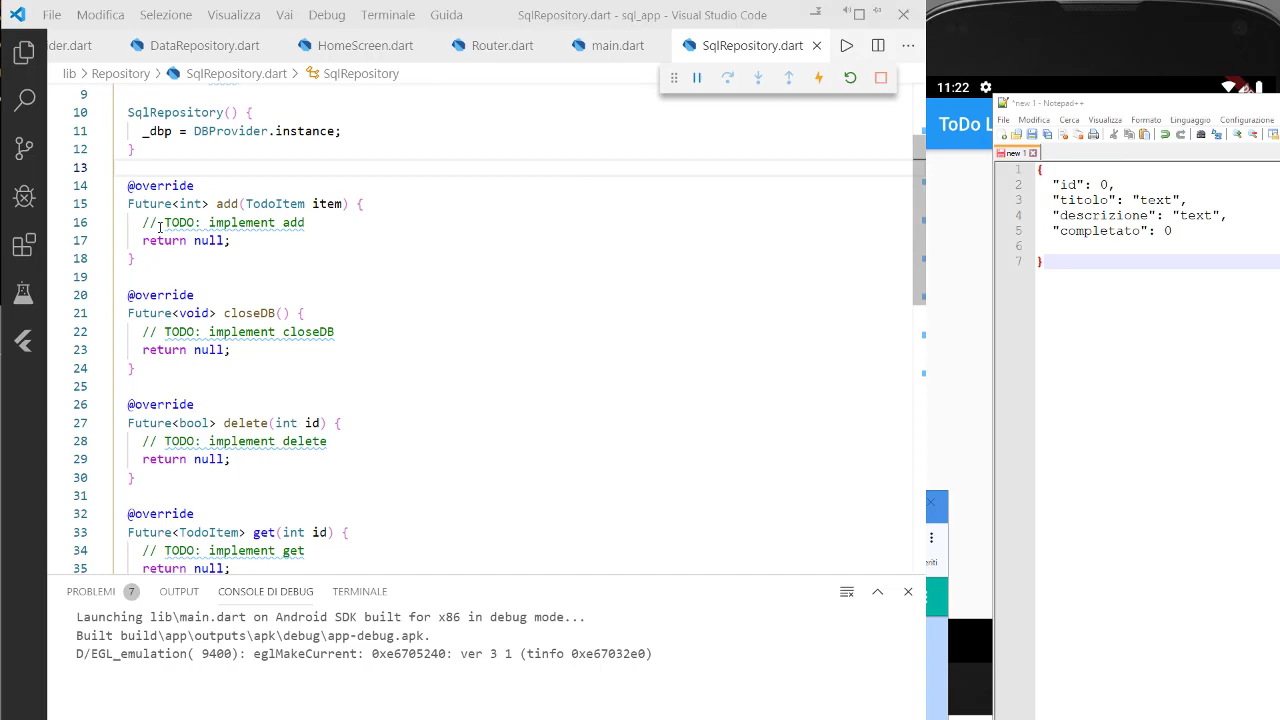 File Modifica Selezione Visualizza Vai Debug Terminale Guida SqlRepository.dart - sql_app - Visual Studio Code
ider.dart DataRepository.dart HomeScreen.dart Router.dart main.dart SqlRepository.dart
lib > Repository > SqlRepository.dart > SqlRepository
9
10 SqlRepository() {
11 _dbp = DBProvider.instance;
12 }
13
14 @override
15 Future<int> add(TodoItem item) {
16 // TODO: implement add
17 return null;
18 }
19
20 @override
21 Future<void> closeDB() {
22 // TODO: implement closeDB
23 return null;
24 }
25
26 @override
27 Future<bool> delete(int id) {
28 // TODO: implement delete
29 return null;
30 }
31
32 @override
33 Future<TodoItem> get(int id) {
34 // TODO: implement get
35 return null;
PROBLEMI 7 OUTPUT CONSOLE DI DEBUG TERMINALE
Launching lib\main.dart on Android SDK built for x86 in debug mode...
Built build\app\outputs\apk\debug\app-debug.apk.
D/EGL_emulation( 9400): eglMakeCurrent: 0xe6705240: ver 3 1 (tinfo 0xe67032e0)
11:22
ToDo L
*new 1 - Notepad++
File Modifica Cerca Visualizza Formato Linguaggio Configurazione
new 1
1 {
2 "id": 0,
3 "titolo": "text",
4 "descrizione": "text",
5 "completato": 0
6
7 }
eriti